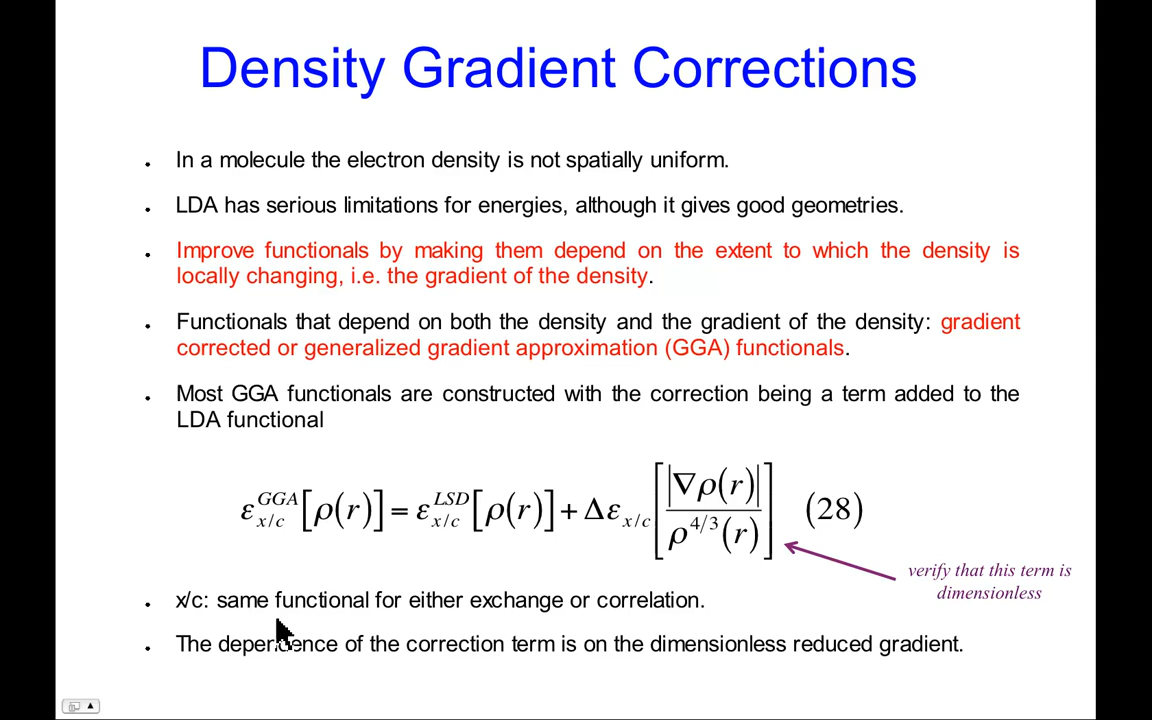 Density Gradient Corrections
• In a molecule the electron density is not spatially uniform.
• LDA has serious limitations for energies, although it gives good geometries.
• Improve functionals by making them depend on the extent to which the density is
locally changing, i.e. the gradient of the density.
• Functionals that depend on both the density and the gradient of the density: gradient
corrected or generalized gradient approximation (GGA) functionals.
• Most GGA functionals are constructed with the correction being a term added to the
LDA functional
ε_{x/c}^{GGA}[ρ(r)] = ε_{x/c}^{LSD}[ρ(r)] + Δε_{x/c}[|∇ρ(r)| / ρ^{4/3}(r)] (28)
verify that this term is
dimensionless
• x/c: same functional for either exchange or correlation.
• The dependence of the correction term is on the dimensionless reduced gradient.